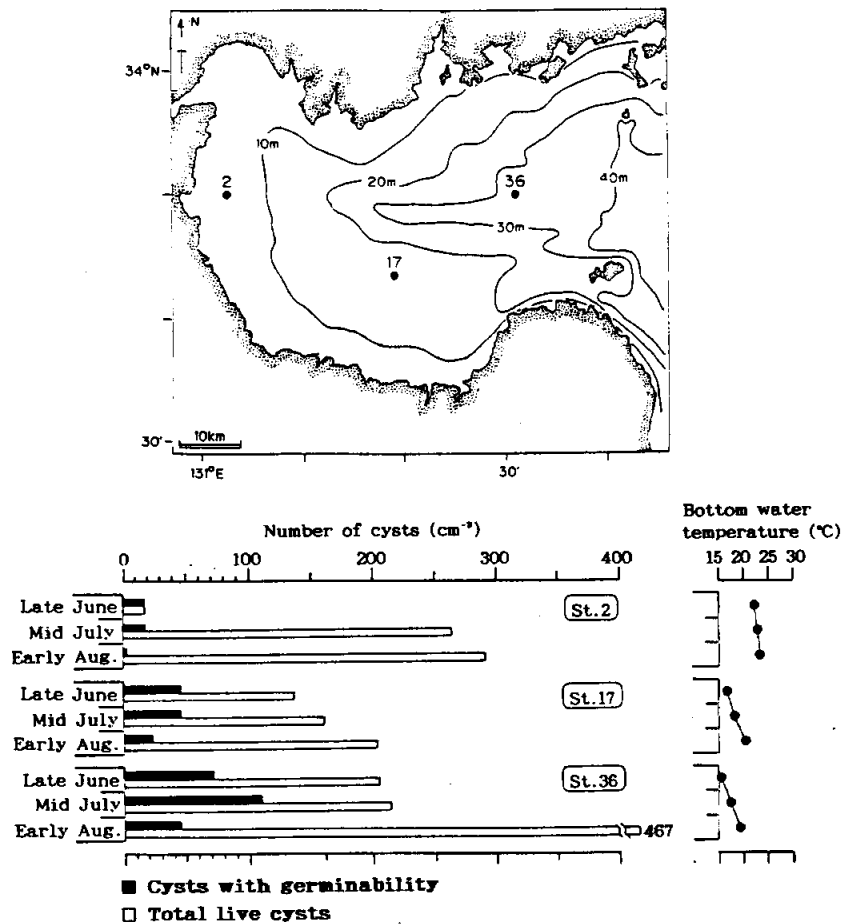 N
34°N
10m
2
20m
36
40m
30m
17
10km
30'
131°E
30'
Number of cysts (cm⁻³)
Bottom water
temperature (°C)
0 100 200 300 400
15 20 25 30
Late June
St.2
Mid July
Early Aug.
Late June
St.17
Mid July
Early Aug.
Late June
St.36
Mid July
Early Aug.
467
■ Cysts with germinability
□ Total live cysts